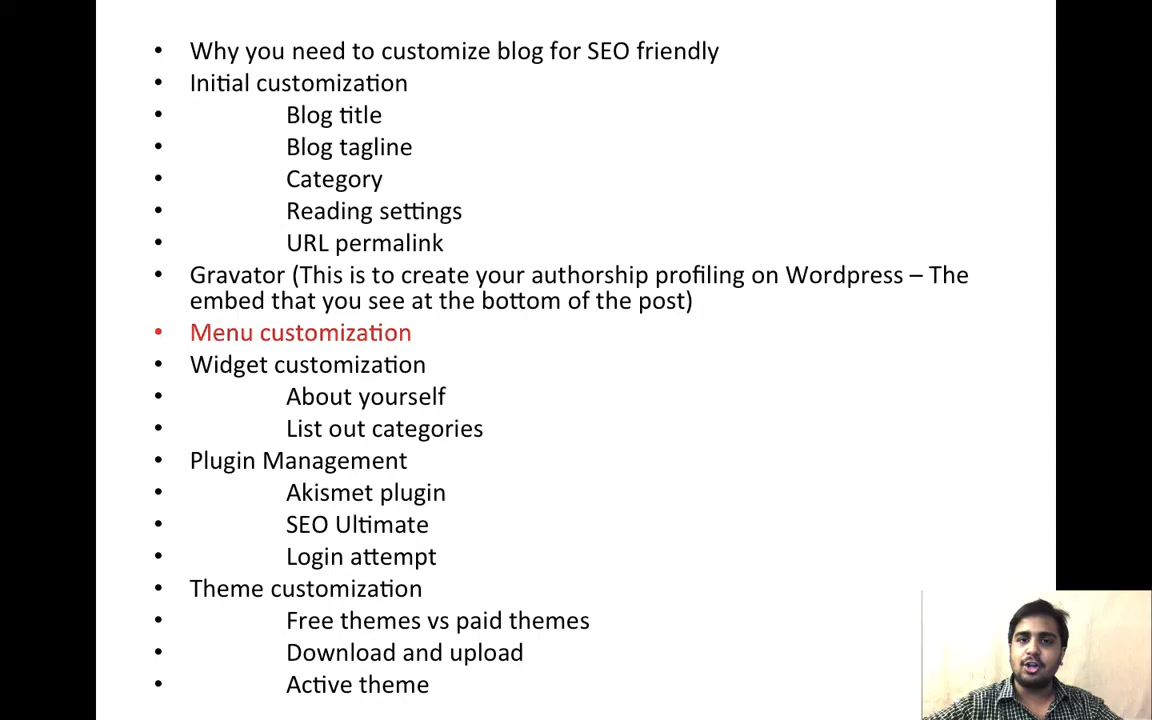 • Why you need to customize blog for SEO friendly
• Initial customization
• Blog title
• Blog tagline
• Category
• Reading settings
• URL permalink
• Gravator (This is to create your authorship profiling on Wordpress – The
embed that you see at the bottom of the post)
• Menu customization
• Widget customization
• About yourself
• List out categories
• Plugin Management
• Akismet plugin
• SEO Ultimate
• Login attempt
• Theme customization
• Free themes vs paid themes
• Download and upload
• Active theme